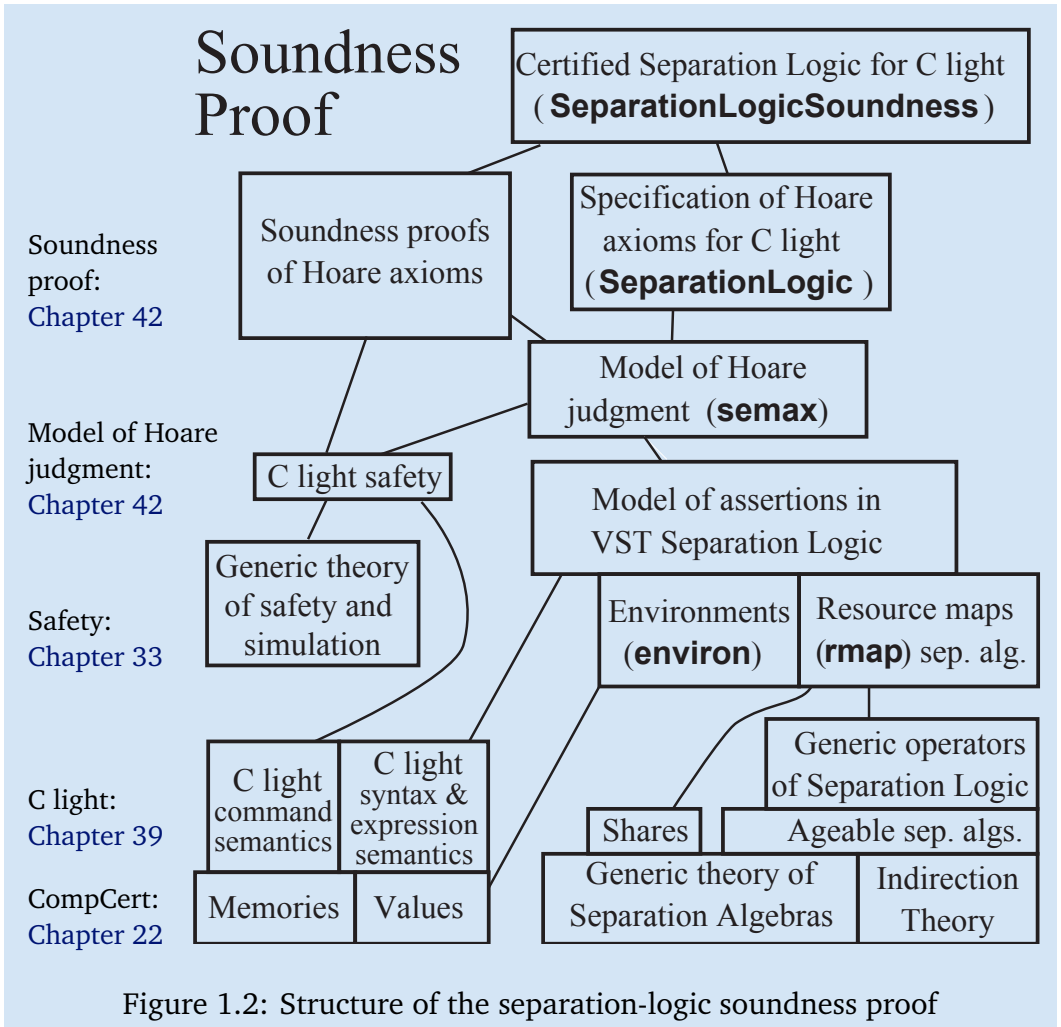 Soundness
Proof
Certified Separation Logic for C light
( SeparationLogicSoundness )
Soundness proofs
of Hoare axioms
Specification of Hoare
axioms for C light
( SeparationLogic )
Soundness
proof:
Chapter 42
Model of Hoare
judgment (semax)
Model of Hoare
judgment:
Chapter 42
C light safety
Model of assertions in
VST Separation Logic
Generic theory
of safety and
simulation
Environments
(environ)
Resource maps
(rmap) sep. alg.
Safety:
Chapter 33
Generic operators
of Separation Logic
C light
command
semantics
C light
syntax &
expression
semantics
C light:
Chapter 39
Shares
Ageable sep. algs.
Generic theory of
Separation Algebras
Indirection
Theory
CompCert:
Chapter 22
Memories
Values
Figure 1.2: Structure of the separation-logic soundness proof